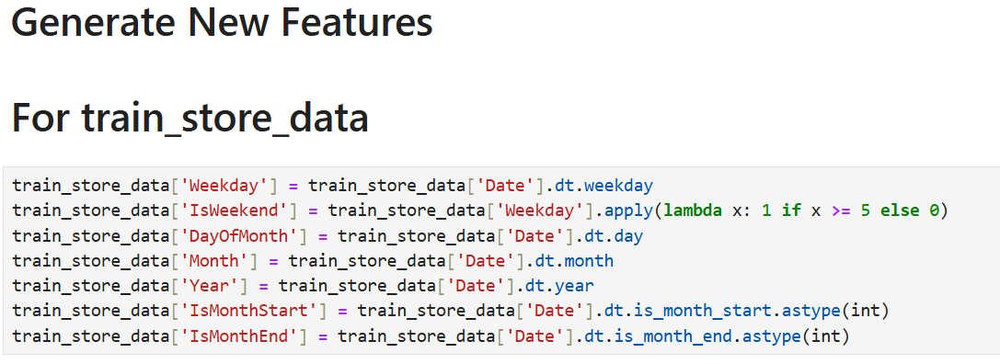 Generate New Features
For train_store_data
train_store_data['Weekday'] = train_store_data['Date'].dt.weekday
train_store_data['IsWeekend'] = train_store_data['Weekday'].apply(lambda x: 1 if x >= 5 else 0)
train_store_data['DayOfMonth'] = train_store_data['Date'].dt.day
train_store_data['Month'] = train_store_data['Date'].dt.month
train_store_data['Year'] = train_store_data['Date'].dt.year
train_store_data['IsMonthStart'] = train_store_data['Date'].dt.is_month_start.astype(int)
train_store_data['IsMonthEnd'] = train_store_data['Date'].dt.is_month_end.astype(int)